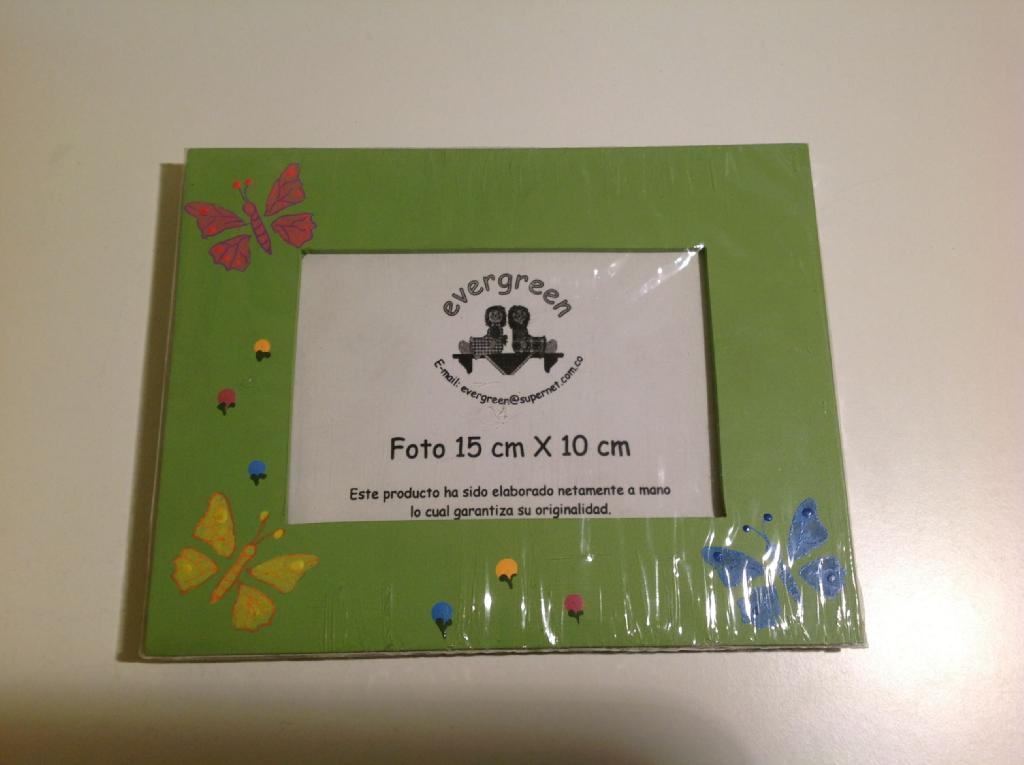 evergreen
E-mail: evergreen@supernet.com.co
Foto 15 cm X 10 cm
Este producto ha sido elaborado netamente a mano
lo cual garantiza su originalidad.